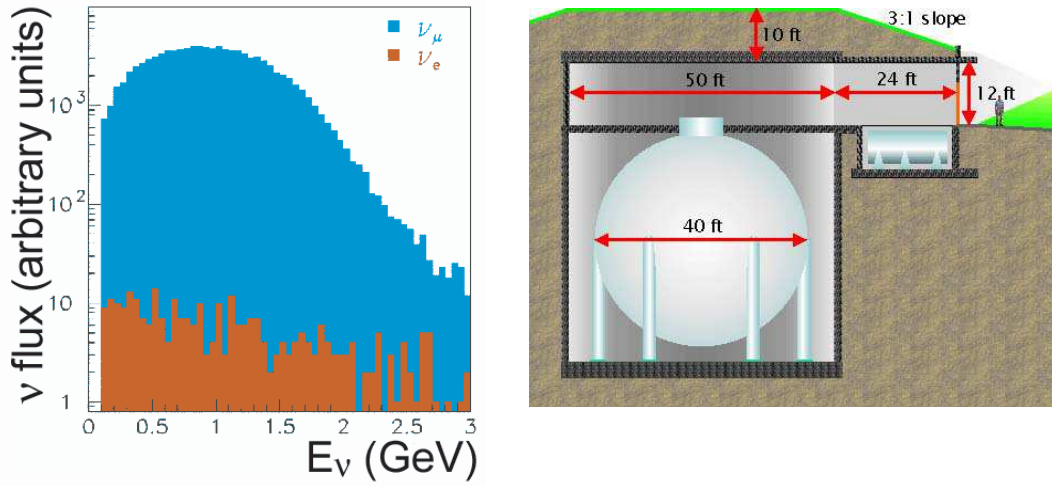 ν flux (arbitrary units)
10³
10²
10
1
ν_μ
ν_e
0 0.5 1 1.5 2 2.5 3
E_ν (GeV)
10 ft
3:1 slope
50 ft
24 ft
12 ft
40 ft